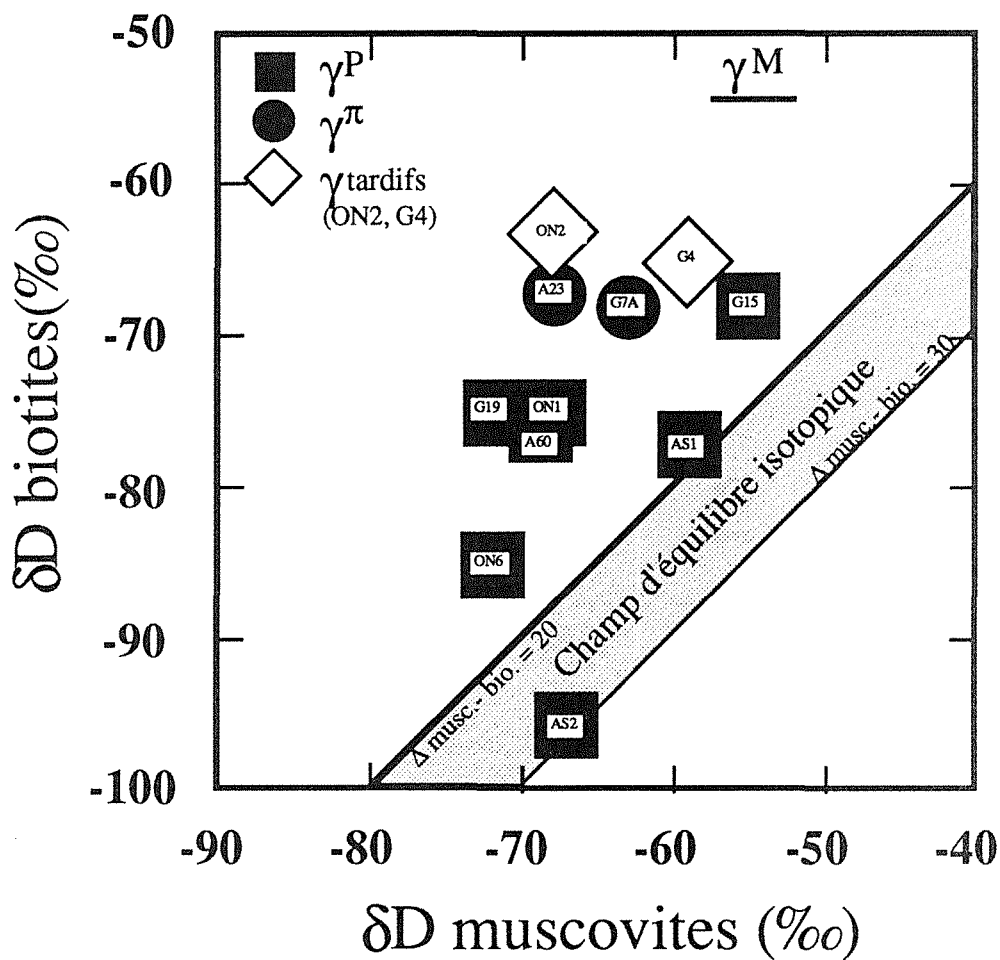 -50
γP
γM
γπ
-60
γ tardifs
(ON2, G4)
ON2
G4
A23
G7A
G15
-70
G19
ON1
A60
AS1
-80
ON6
-90
AS2
-100
Δ musc.- bio. = 20
Champ d'équilibre isotopique
Δ musc.- bio. = 30
δD biotites(‰)
-90
-80
-70
-60
-50
-40
δD muscovites (‰)